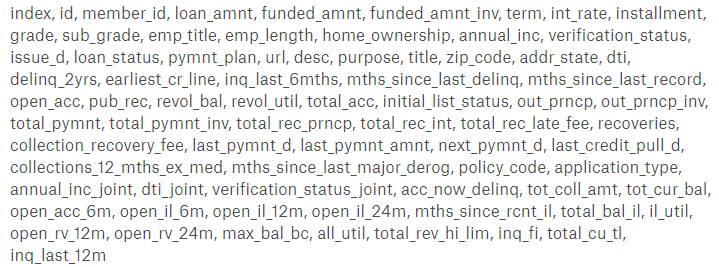 index, id, member_id, loan_amnt, funded_amnt, funded_amnt_inv, term, int_rate, installment,
grade, sub_grade, emp_title, emp_length, home_ownership, annual_inc, verification_status,
issue_d, loan_status, pymnt_plan, url, desc, purpose, title, zip_code, addr_state, dti,
delinq_2yrs, earliest_cr_line, inq_last_6mths, mths_since_last_delinq, mths_since_last_record,
open_acc, pub_rec, revol_bal, revol_util, total_acc, initial_list_status, out_prncp, out_prncp_inv,
total_pymnt, total_pymnt_inv, total_rec_prncp, total_rec_int, total_rec_late_fee, recoveries,
collection_recovery_fee, last_pymnt_d, last_pymnt_amnt, next_pymnt_d, last_credit_pull_d,
collections_12_mths_ex_med, mths_since_last_major_derog, policy_code, application_type,
annual_inc_joint, dti_joint, verification_status_joint, acc_now_delinq, tot_coll_amt, tot_cur_bal,
open_acc_6m, open_il_6m, open_il_12m, open_il_24m, mths_since_rcnt_il, total_bal_il, il_util,
open_rv_12m, open_rv_24m, max_bal_bc, all_util, total_rev_hi_lim, inq_fi, total_cu_tl,
inq_last_12m